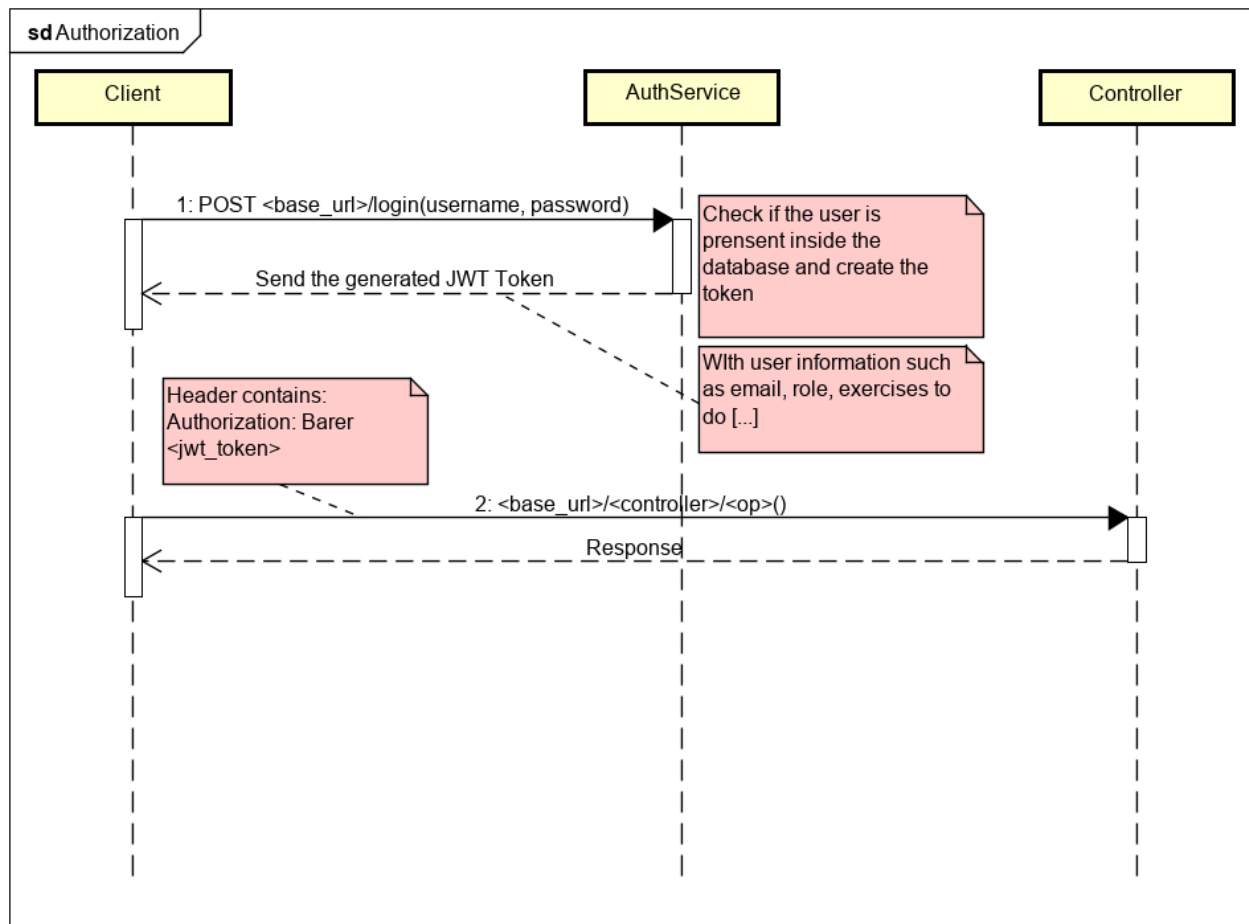 sd Authorization
Client
AuthService
Controller
1: POST <base_url>/login(username, password)
Check if the user is
prensent inside the
database and create the
token
Send the generated JWT Token
WIth user information such
as email, role, exercises to
do [...]
Header contains:
Authorization: Barer
<jwt_token>
2: <base_url>/<controller>/<op>()
Response